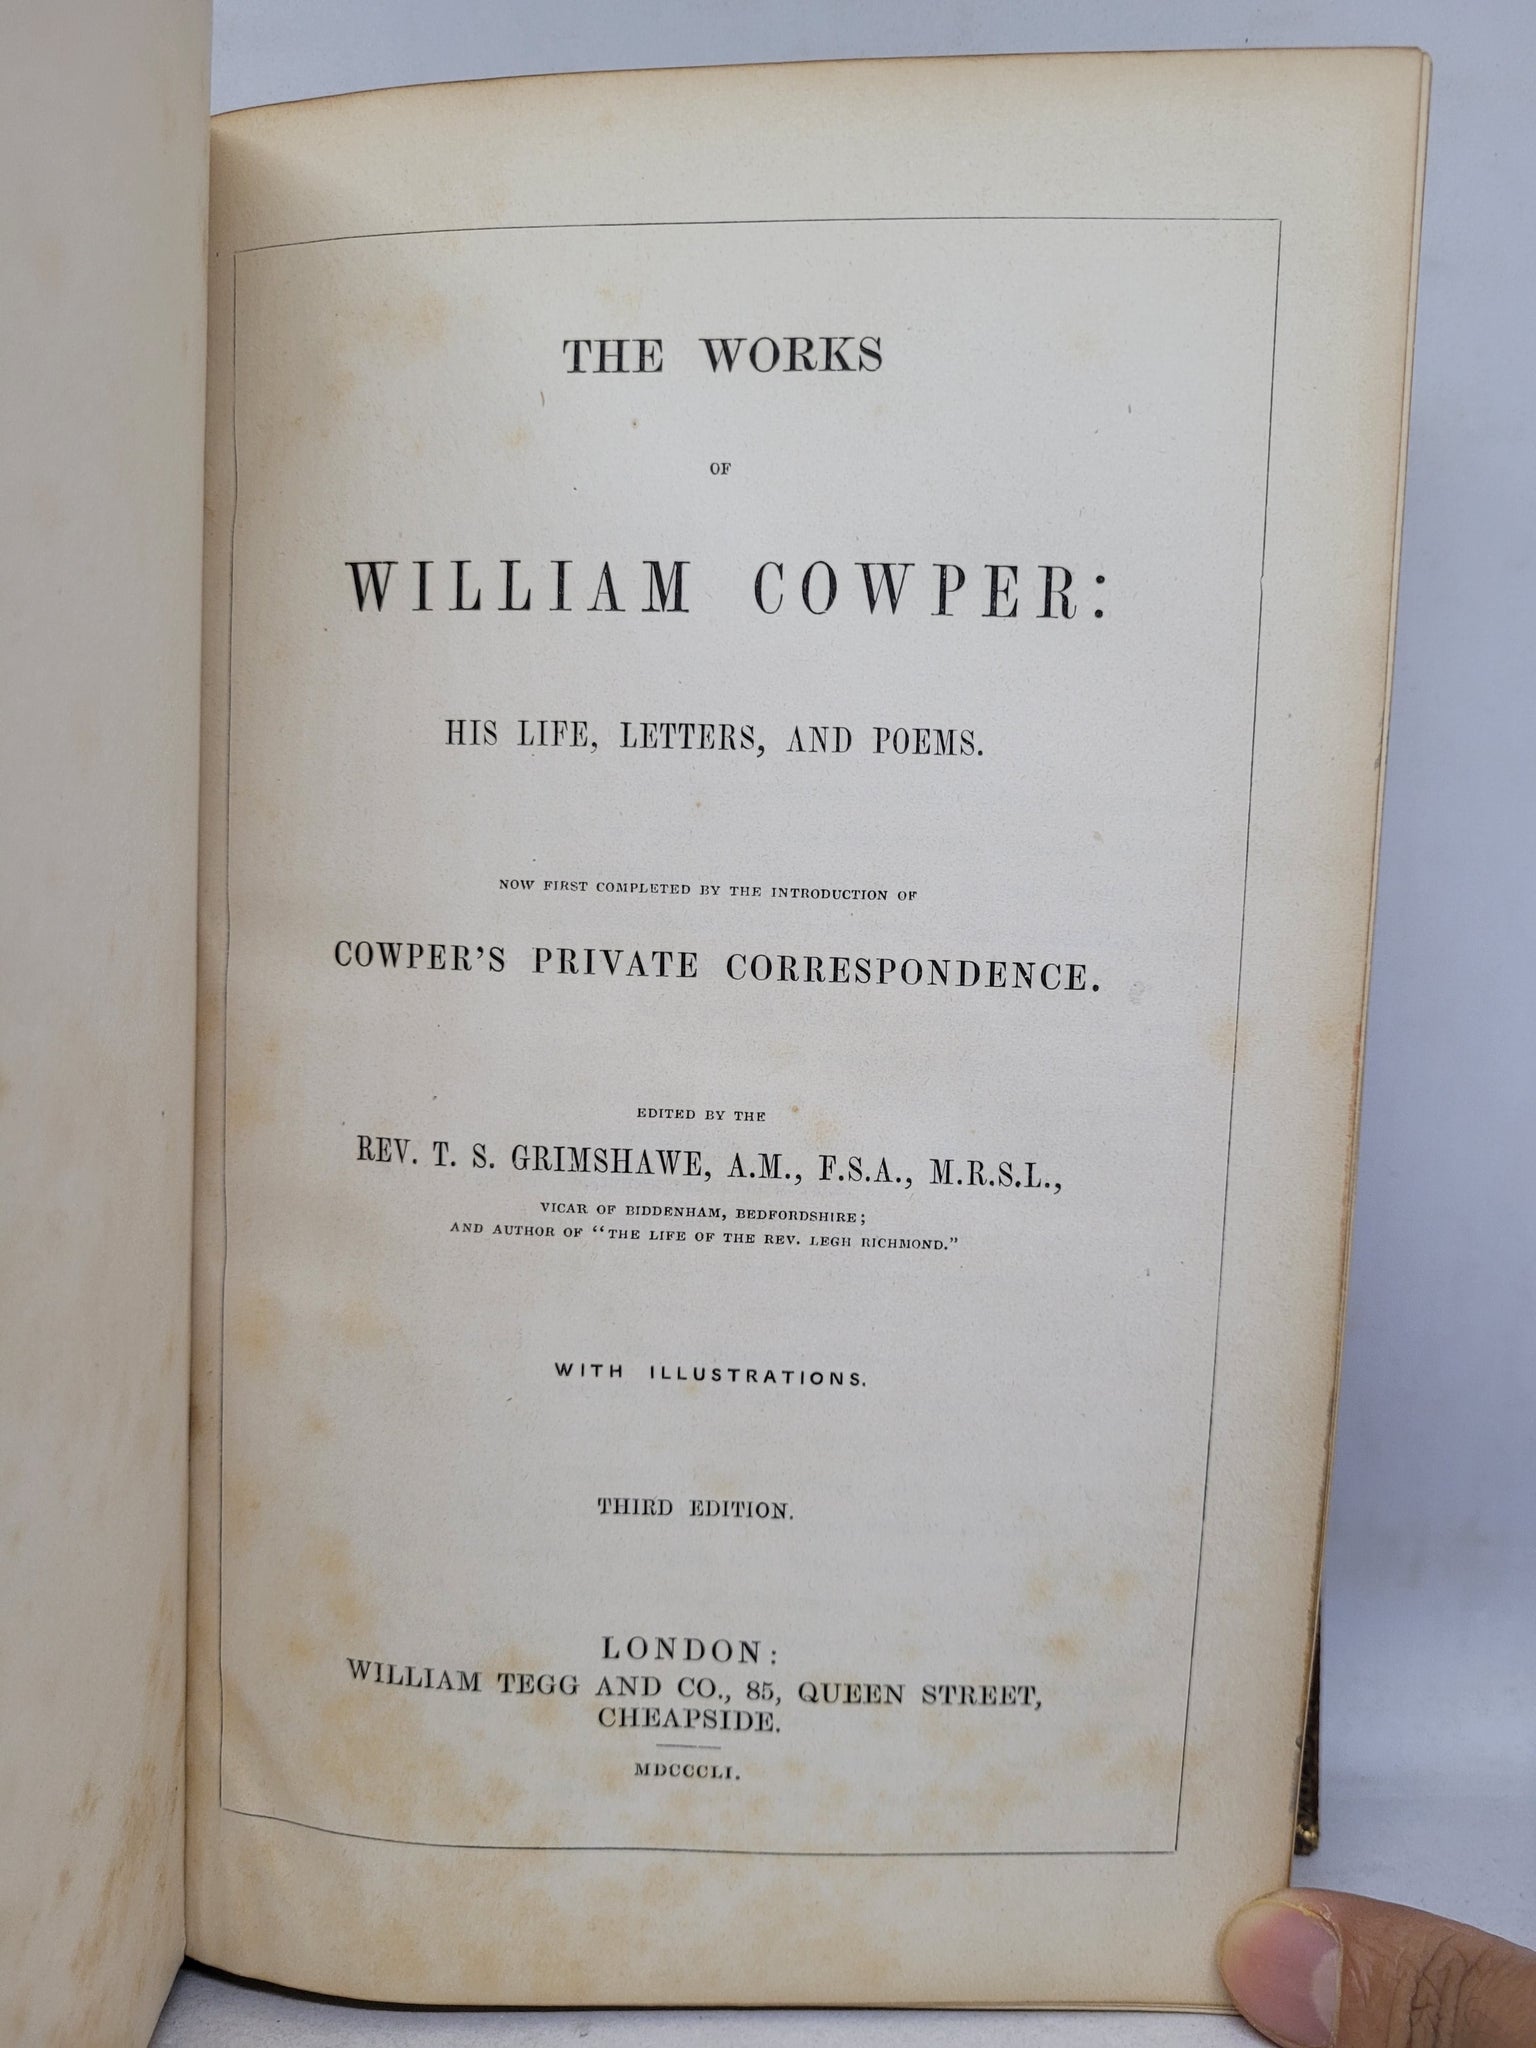 THE WORKS
OF
WILLIAM COWPER:
HIS LIFE, LETTERS, AND POEMS.
NOW FIRST COMPLETED BY THE INTRODUCTION OF
COWPER'S PRIVATE CORRESPONDENCE.
EDITED BY THE
REV. T. S. GRIMSHAWE, A.M., F.S.A., M.R.S.L.,
VICAR OF BIDDENHAM, BEDFORDSHIRE;
AND AUTHOR OF "THE LIFE OF THE REV. LEGH RICHMOND."
WITH ILLUSTRATIONS.
THIRD EDITION.
LONDON:
WILLIAM TEGG AND CO., 85, QUEEN STREET,
CHEAPSIDE.
MDCCCLI.